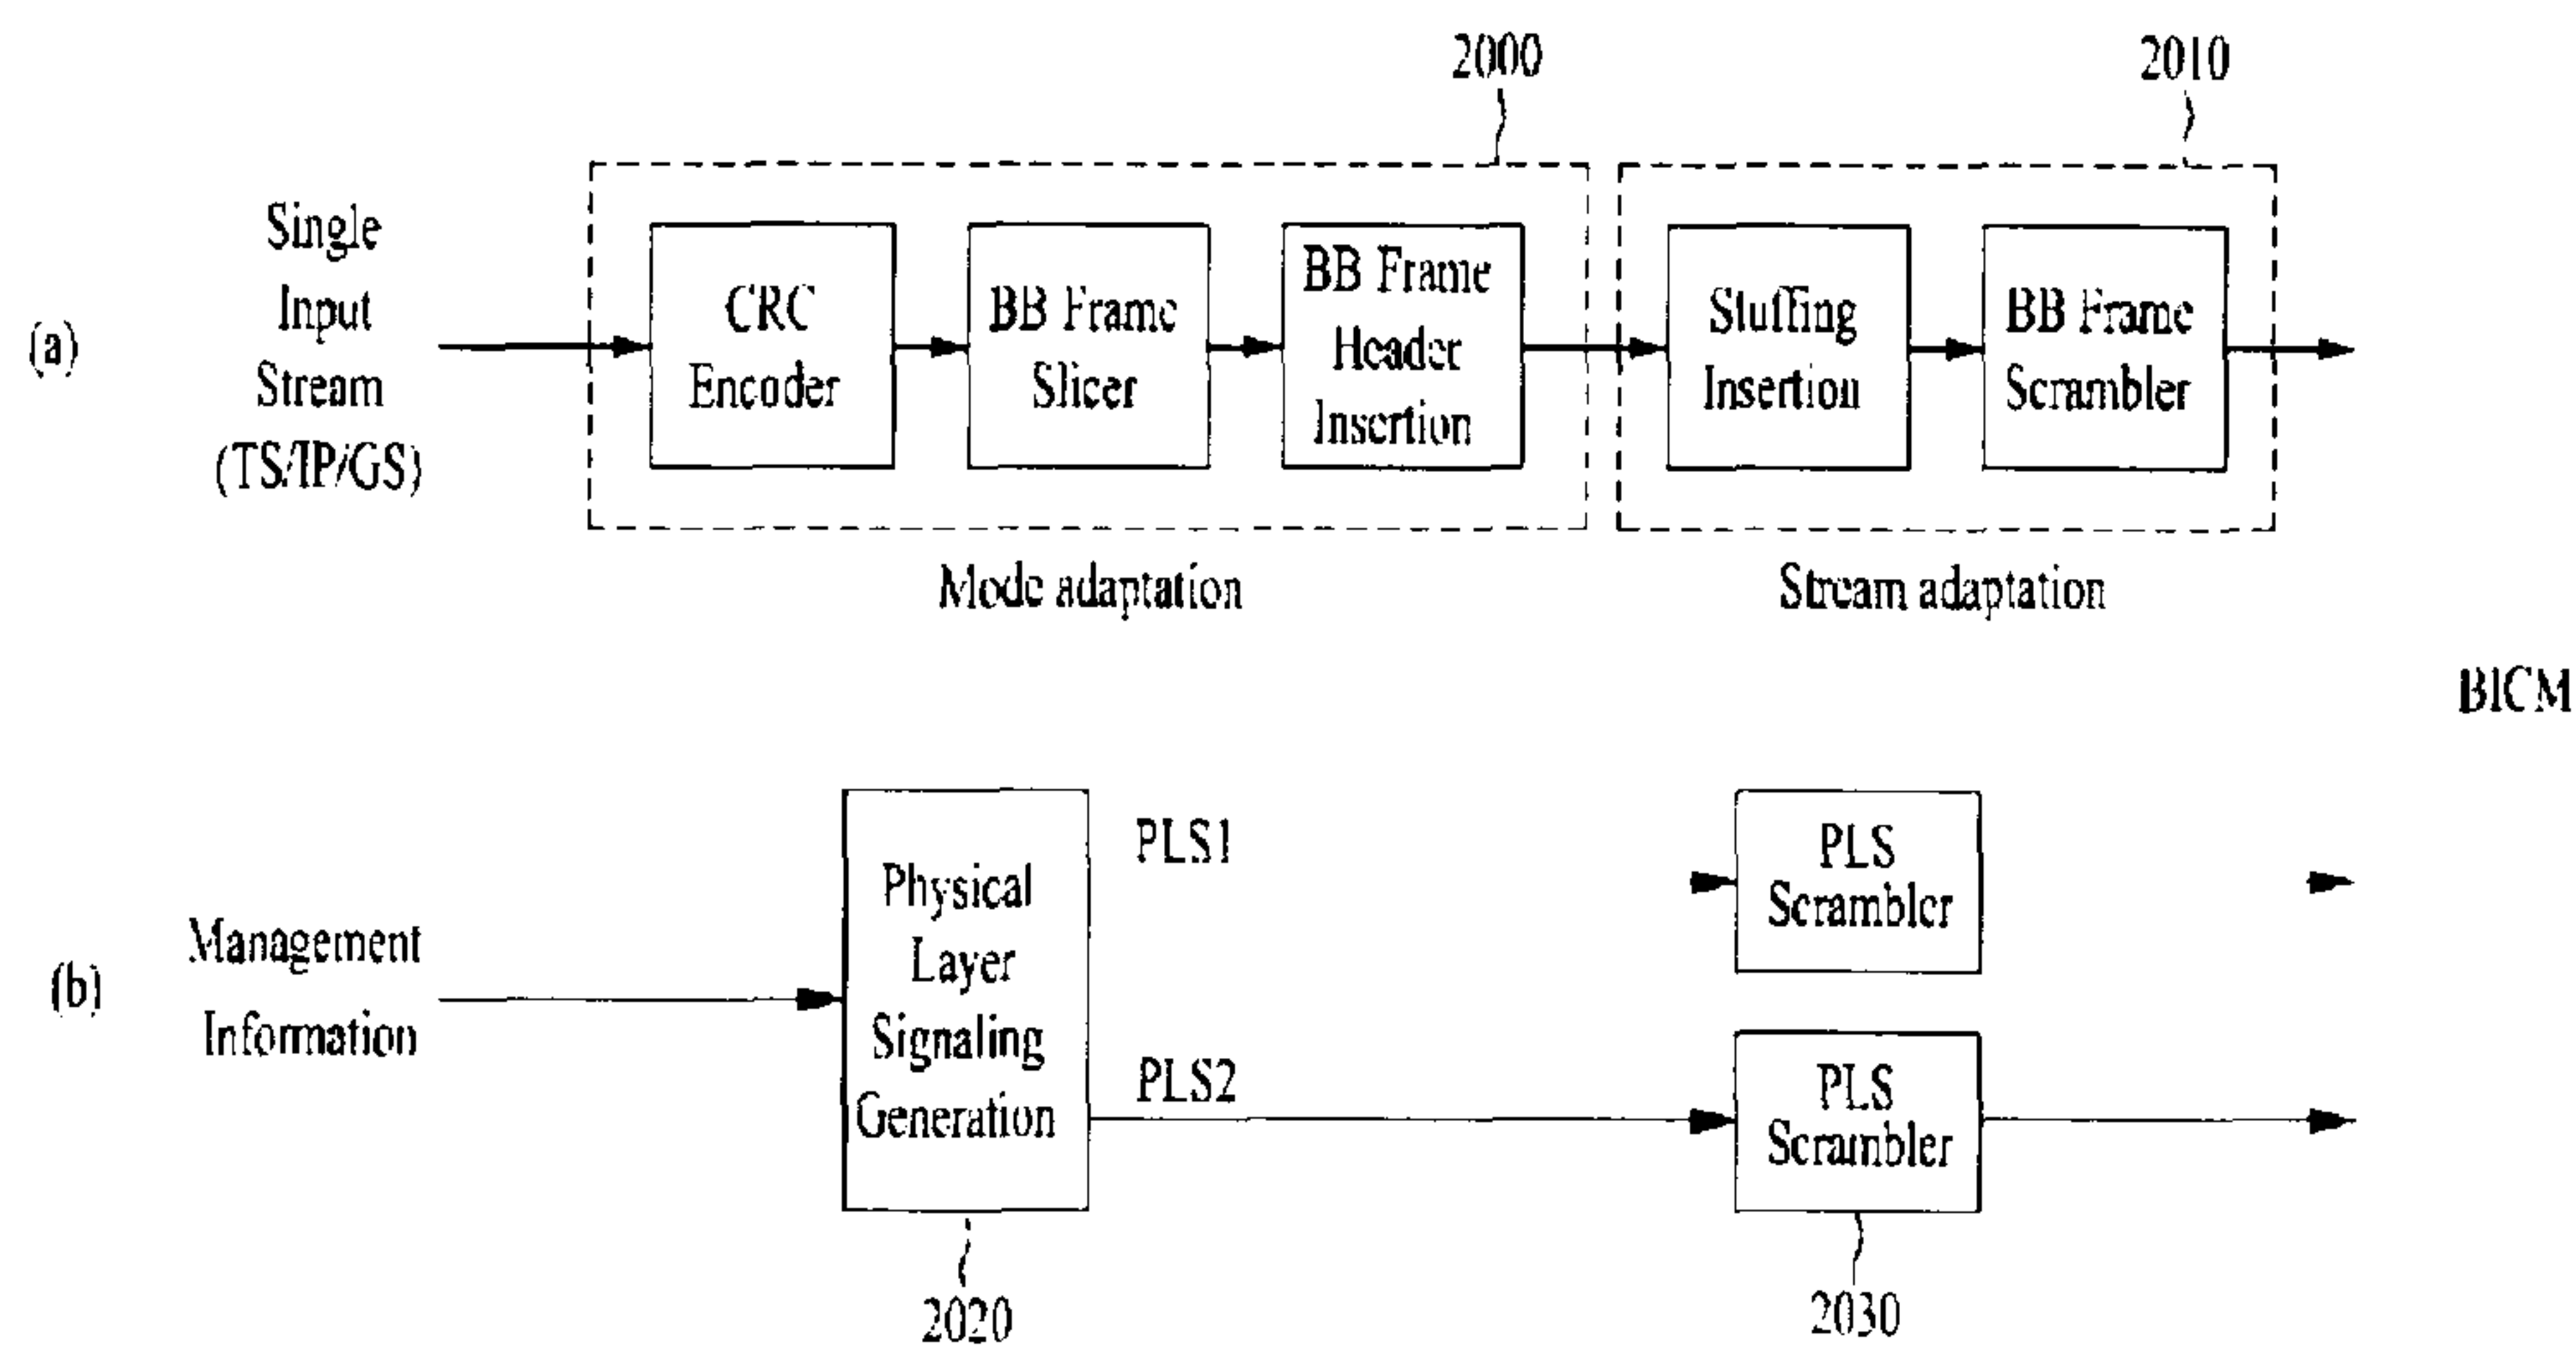 2000
2010
(a)
Single
Input
Stream
(TS/IP/GS)
CRC
Encoder
BB Frame
Slicer
BB Frame
Header
Insertion
Stuffing
Insertion
BB Frame
Scrambler
Mode adaptation
Stream adaptation
BICM
(b)
Management
Information
Physical
Layer
Signaling
Generation
PLS1
PLS2
PLS
Scrambler
PLS
Scrambler
2020
2030